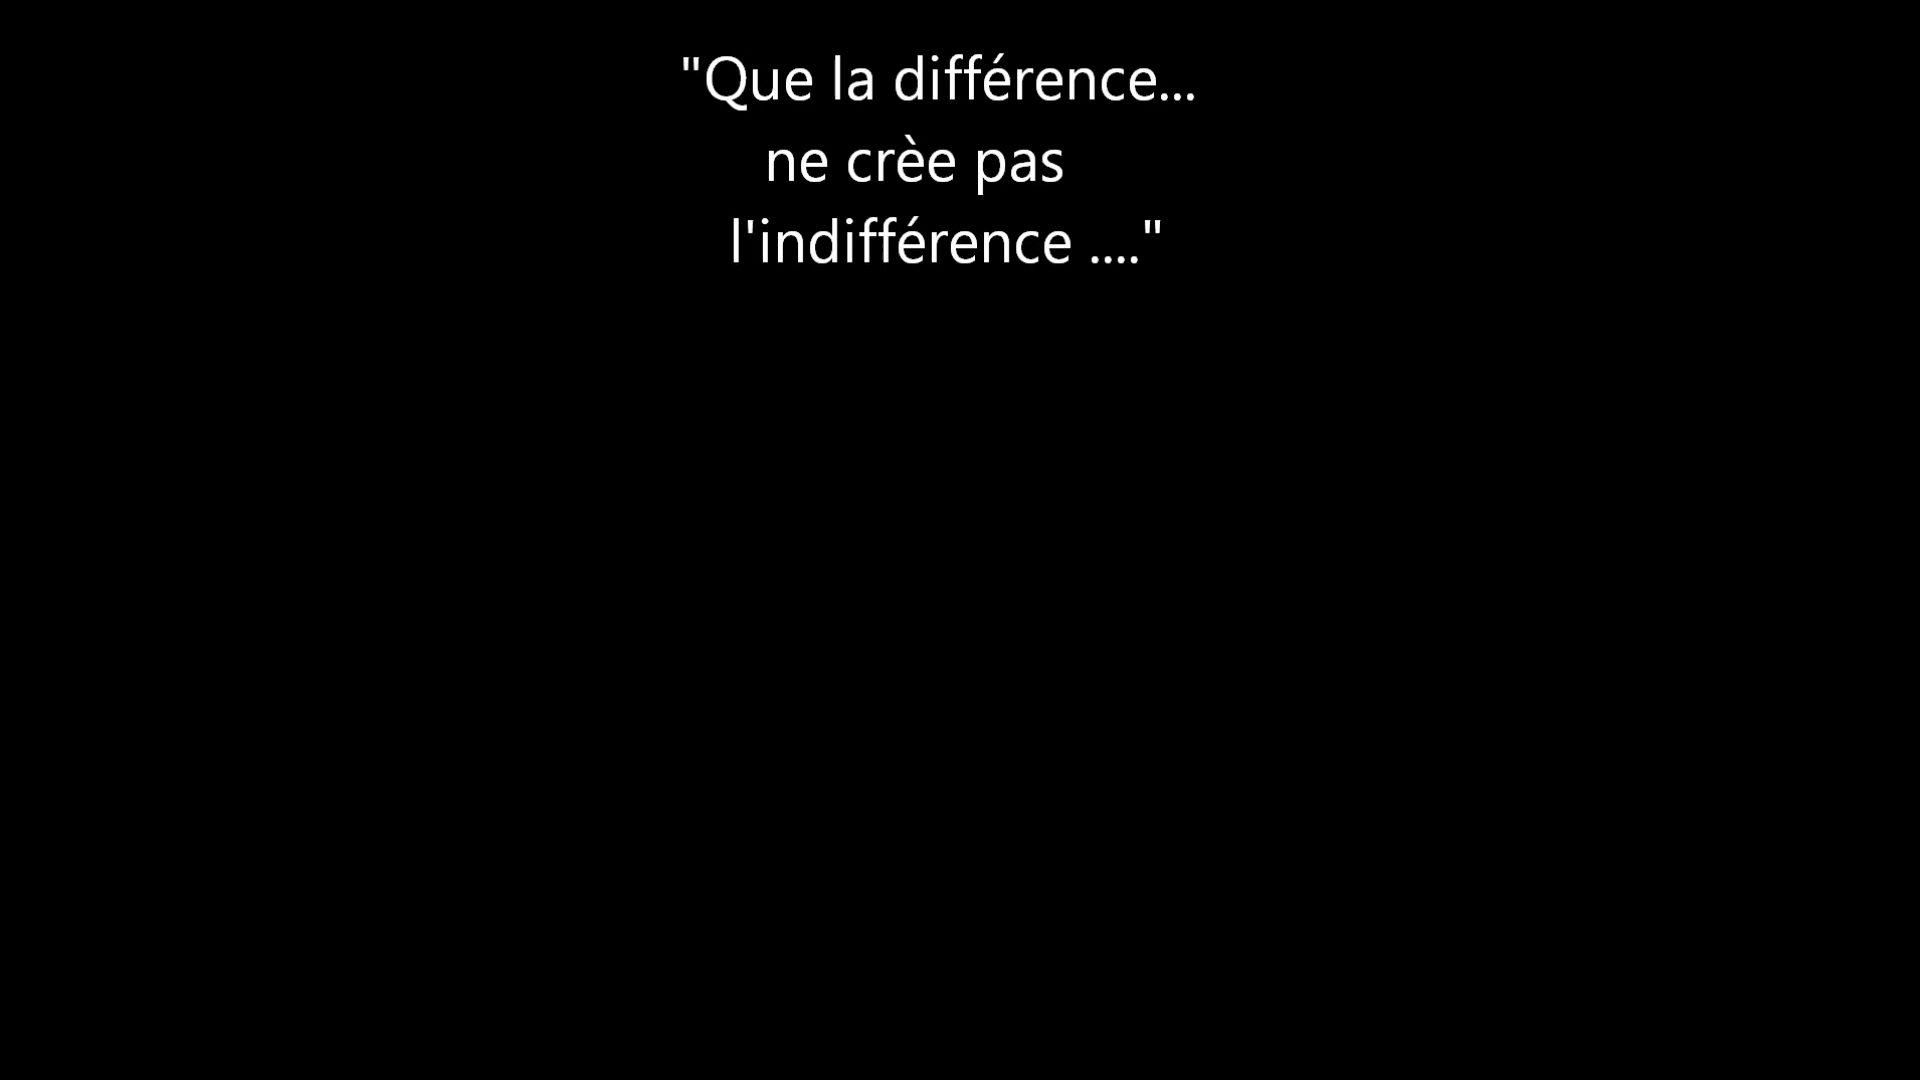 "Que la différence...
ne crèe pas
l'indifférence ...."